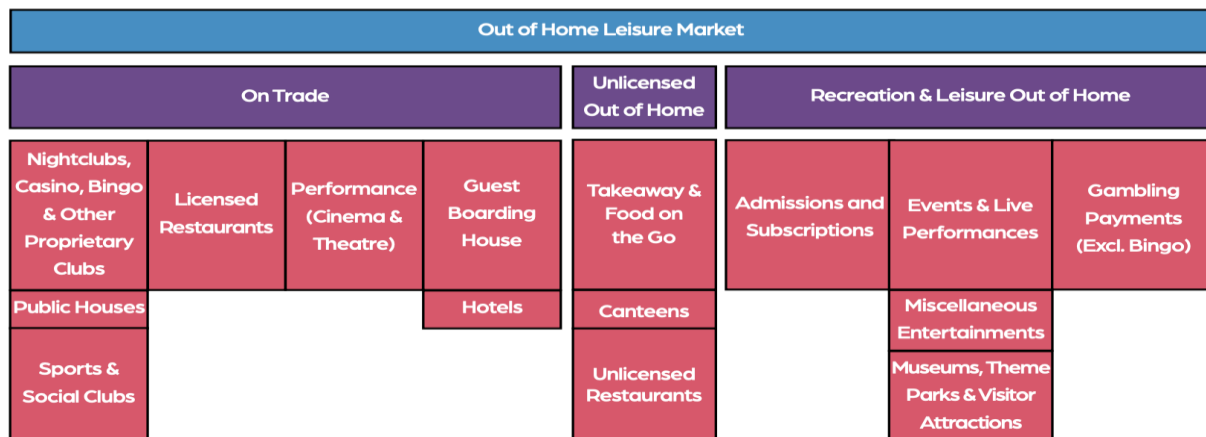 Out of Home Leisure Market
On Trade
Unlicensed
Out of Home
Recreation & Leisure Out of Home
Nightclubs,
Casino, Bingo
& Other
Proprietary
Clubs
Licensed
Restaurants
Performance
(Cinema &
Theatre)
Guest
Boarding
House
Takeaway &
Food on
the Go
Admissions and
Subscriptions
Events & Live
Performances
Gambling
Payments
(Excl. Bingo)
Public Houses
Hotels
Canteens
Miscellaneous
Entertainments
Sports &
Social Clubs
Unlicensed
Restaurants
Museums, Theme
Parks & Visitor
Attractions